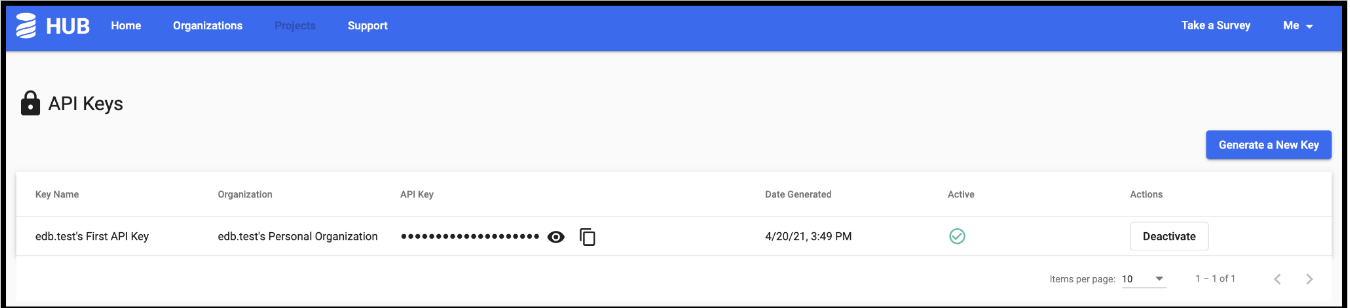 HUB Home Organizations Projects Support Take a Survey Me
API Keys
Generate a New Key
Key Name Organization API Key Date Generated Active Actions
edb.test's First API Key edb.test's Personal Organization •••••••••••••••••••• 4/20/21, 3:49 PM Deactivate
Items per page: 10 1 – 1 of 1